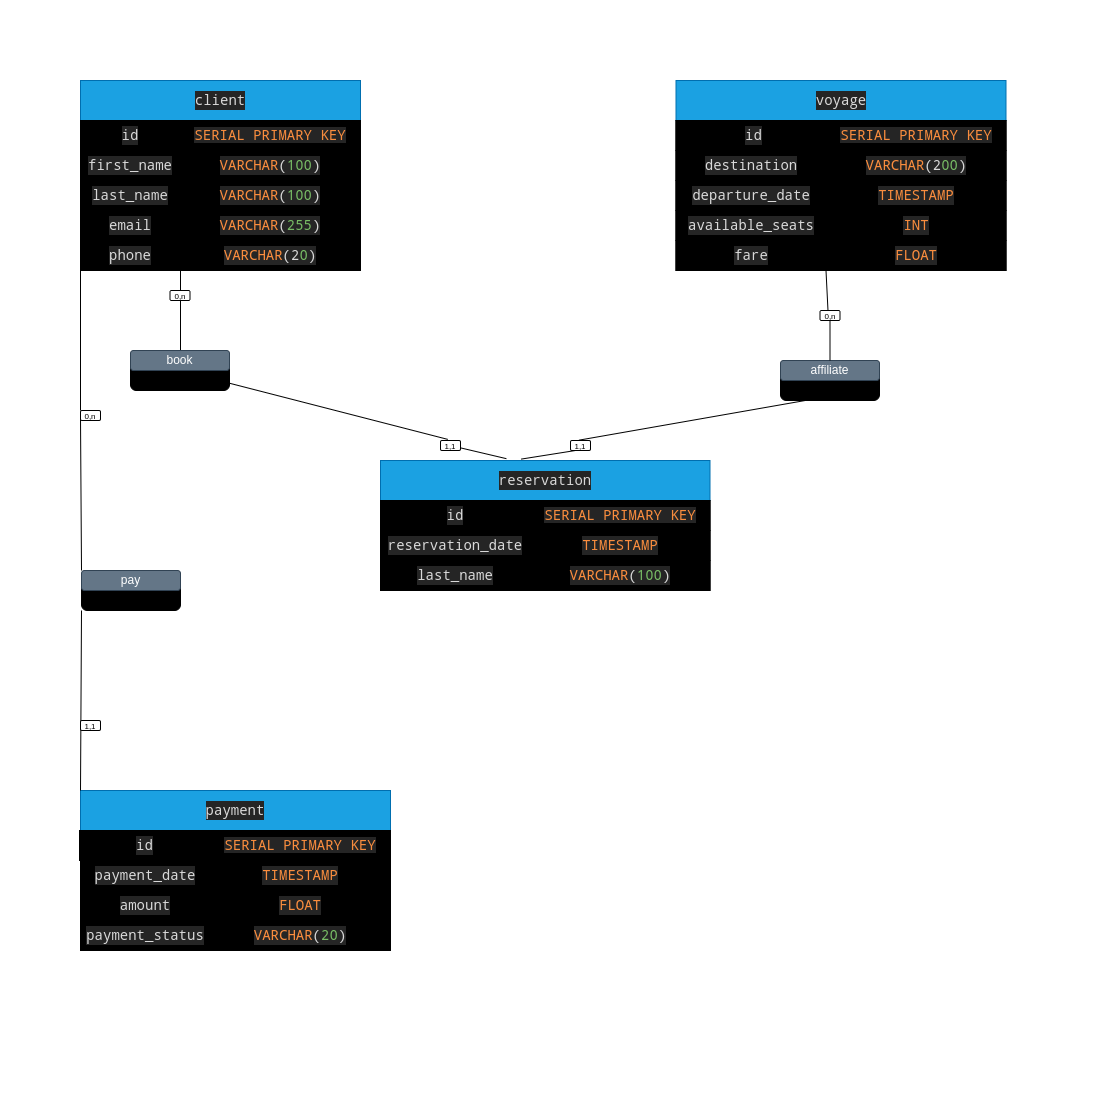 client
id SERIAL PRIMARY KEY
first_name VARCHAR(100)
last_name VARCHAR(100)
email VARCHAR(255)
phone VARCHAR(20)
voyage
id SERIAL PRIMARY KEY
destination VARCHAR(200)
departure_date TIMESTAMP
available_seats INT
fare FLOAT
0,n
0,n
book
affiliate
0,n
1,1
1,1
reservation
id SERIAL PRIMARY KEY
reservation_date TIMESTAMP
last_name VARCHAR(100)
pay
1,1
payment
id SERIAL PRIMARY KEY
payment_date TIMESTAMP
amount FLOAT
payment_status VARCHAR(20)